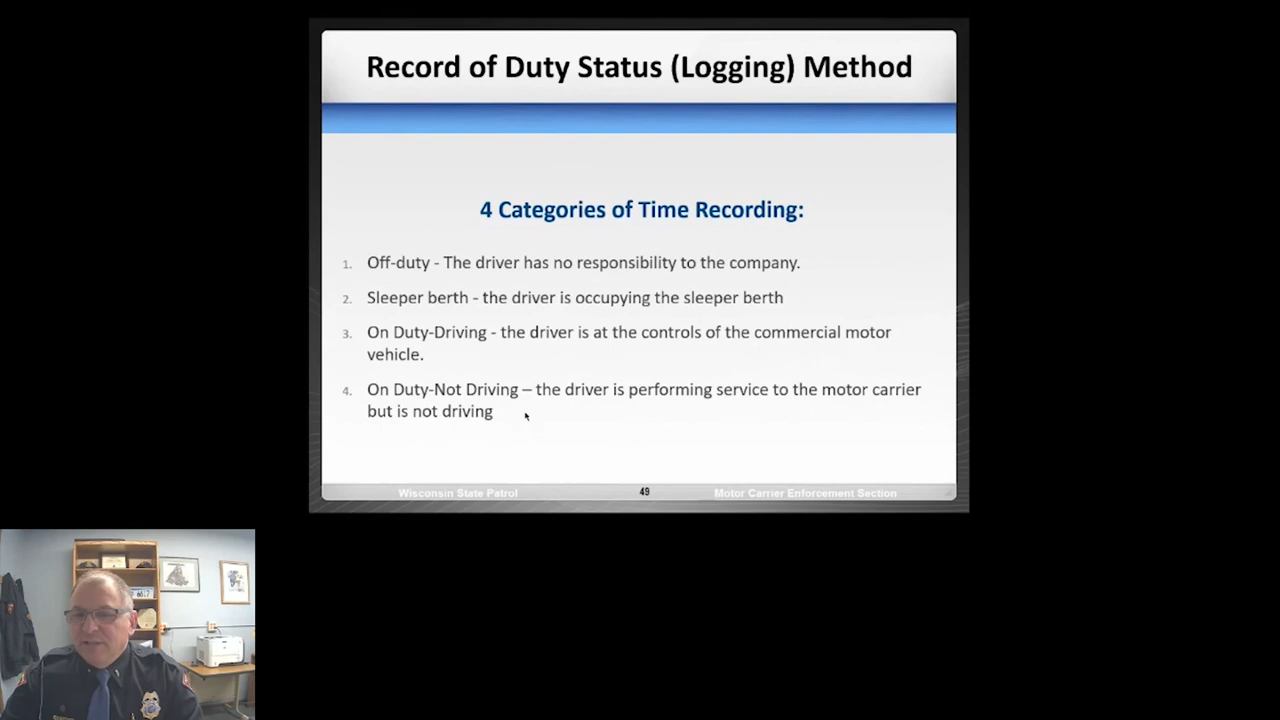 Record of Duty Status (Logging) Method
4 Categories of Time Recording:
1. Off-duty - The driver has no responsibility to the company.
2. Sleeper berth - the driver is occupying the sleeper berth
3. On Duty-Driving - the driver is at the controls of the commercial motor
vehicle.
4. On Duty-Not Driving – the driver is performing service to the motor carrier
but is not driving
Wisconsin State Patrol 49 Motor Carrier Enforcement Section